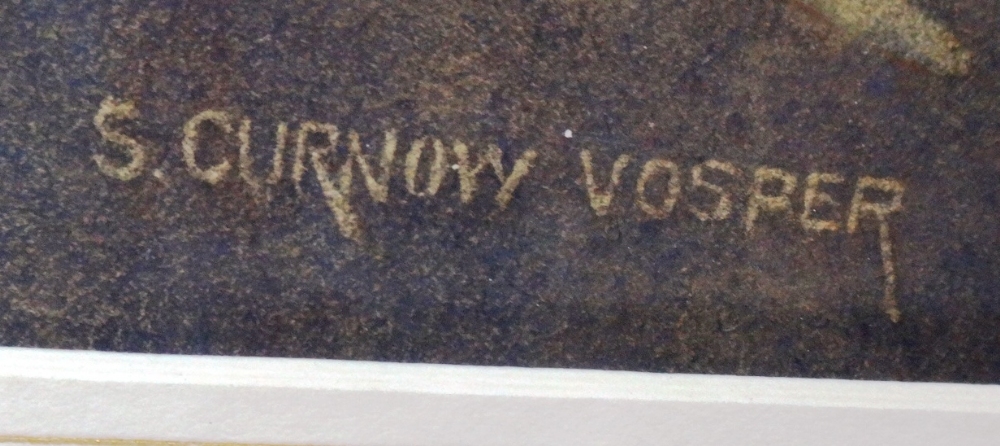 S. CURNOW VOSPER